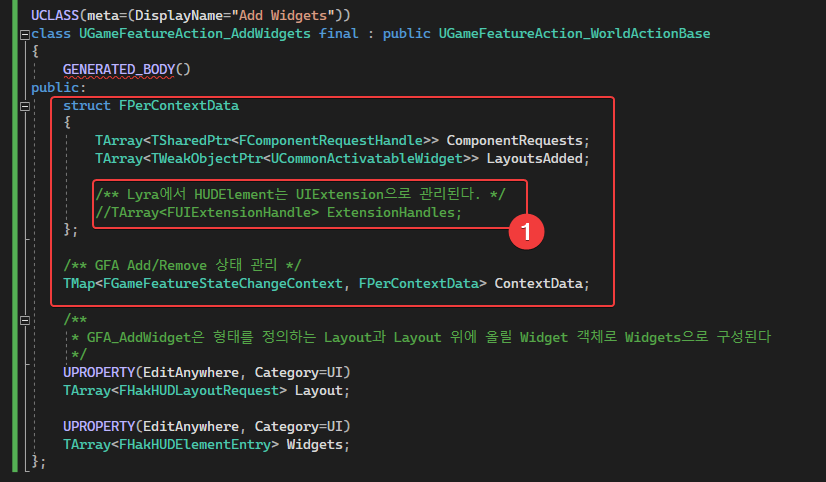 UCLASS(meta=(DisplayName="Add Widgets"))
class UGameFeatureAction_AddWidgets final : public UGameFeatureAction_WorldActionBase
{
GENERATED_BODY()
public:
struct FPerContextData
{
TArray<TSharedPtr<FComponentRequestHandle>> ComponentRequests;
TArray<TWeakObjectPtr<UCommonActivatableWidget>> LayoutsAdded;
/** Lyra에서 HUDElement는 UIExtension으로 관리된다. */
//TArray<FUIExtensionHandle> ExtensionHandles;
1
};
/** GFA Add/Remove 상태 관리 */
TMap<FGameFeatureStateChangeContext, FPerContextData> ContextData;
/**
* GFA_AddWidget은 형태를 정의하는 Layout과 Layout 위에 올릴 Widget 객체로 Widgets으로 구성된다
*/
UPROPERTY(EditAnywhere, Category=UI)
TArray<FHakHUDLayoutRequest> Layout;
UPROPERTY(EditAnywhere, Category=UI)
TArray<FHakHUDElementEntry> Widgets;
};